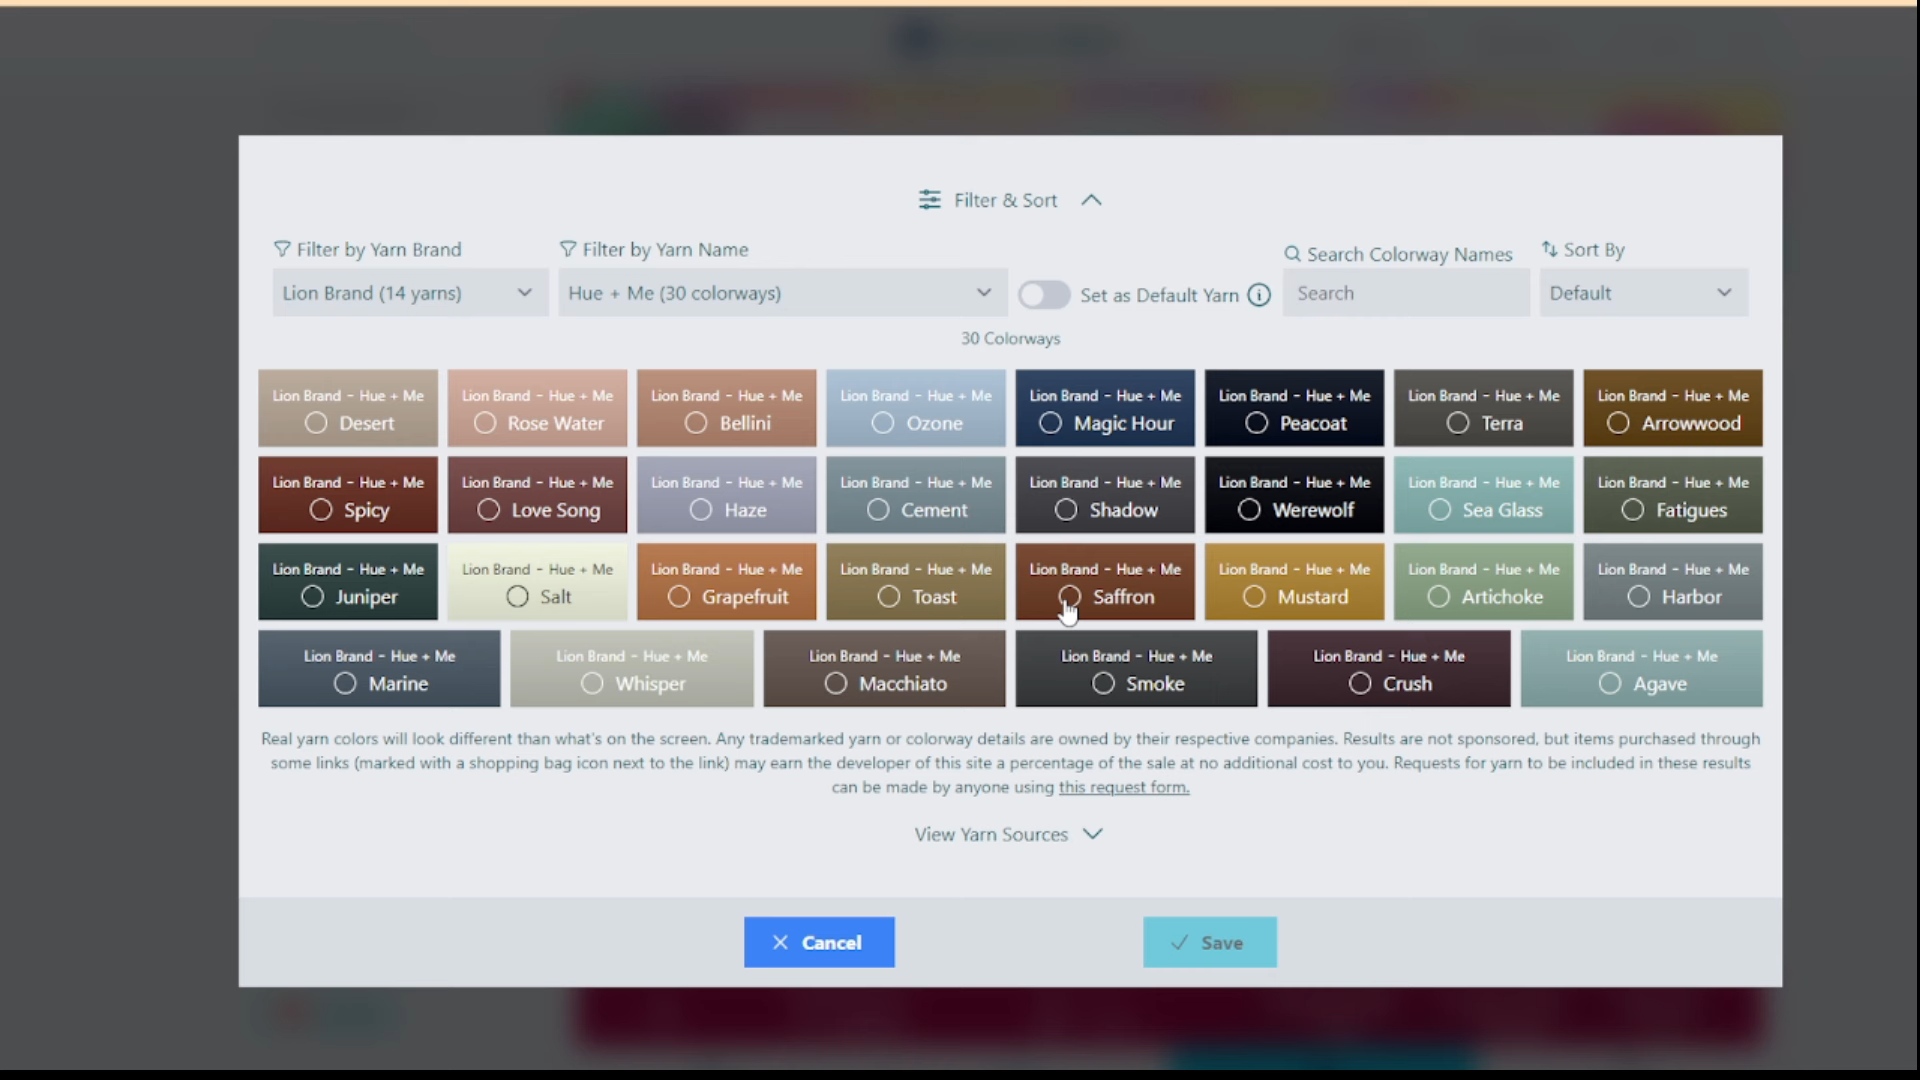 Filter & Sort
Filter by Yarn Brand
Filter by Yarn Name
Search Colorway Names
Sort By
Lion Brand (14 yarns)
Hue + Me (30 colorways)
Set as Default Yarn
Search
Default
30 Colorways
Lion Brand - Hue + Me
Desert
Lion Brand - Hue + Me
Rose Water
Lion Brand - Hue + Me
Bellini
Lion Brand - Hue + Me
Ozone
Lion Brand - Hue + Me
Magic Hour
Lion Brand - Hue + Me
Peacoat
Lion Brand - Hue + Me
Terra
Lion Brand - Hue + Me
Arrowwood
Lion Brand - Hue + Me
Spicy
Lion Brand - Hue + Me
Love Song
Lion Brand - Hue + Me
Haze
Lion Brand - Hue + Me
Cement
Lion Brand - Hue + Me
Shadow
Lion Brand - Hue + Me
Werewolf
Lion Brand - Hue + Me
Sea Glass
Lion Brand - Hue + Me
Fatigues
Lion Brand - Hue + Me
Juniper
Lion Brand - Hue + Me
Salt
Lion Brand - Hue + Me
Grapefruit
Lion Brand - Hue + Me
Toast
Lion Brand - Hue + Me
Saffron
Lion Brand - Hue + Me
Mustard
Lion Brand - Hue + Me
Artichoke
Lion Brand - Hue + Me
Harbor
Lion Brand - Hue + Me
Marine
Lion Brand - Hue + Me
Whisper
Lion Brand - Hue + Me
Macchiato
Lion Brand - Hue + Me
Smoke
Lion Brand - Hue + Me
Crush
Lion Brand - Hue + Me
Agave
Real yarn colors will look different than what's on the screen. Any trademarked yarn or colorway details are owned by their respective companies. Results are not sponsored, but items purchased through
some links (marked with a shopping bag icon next to the link) may earn the developer of this site a percentage of the sale at no additional cost to you. Requests for yarn to be included in these results
can be made by anyone using this request form.
View Yarn Sources
Cancel
Save